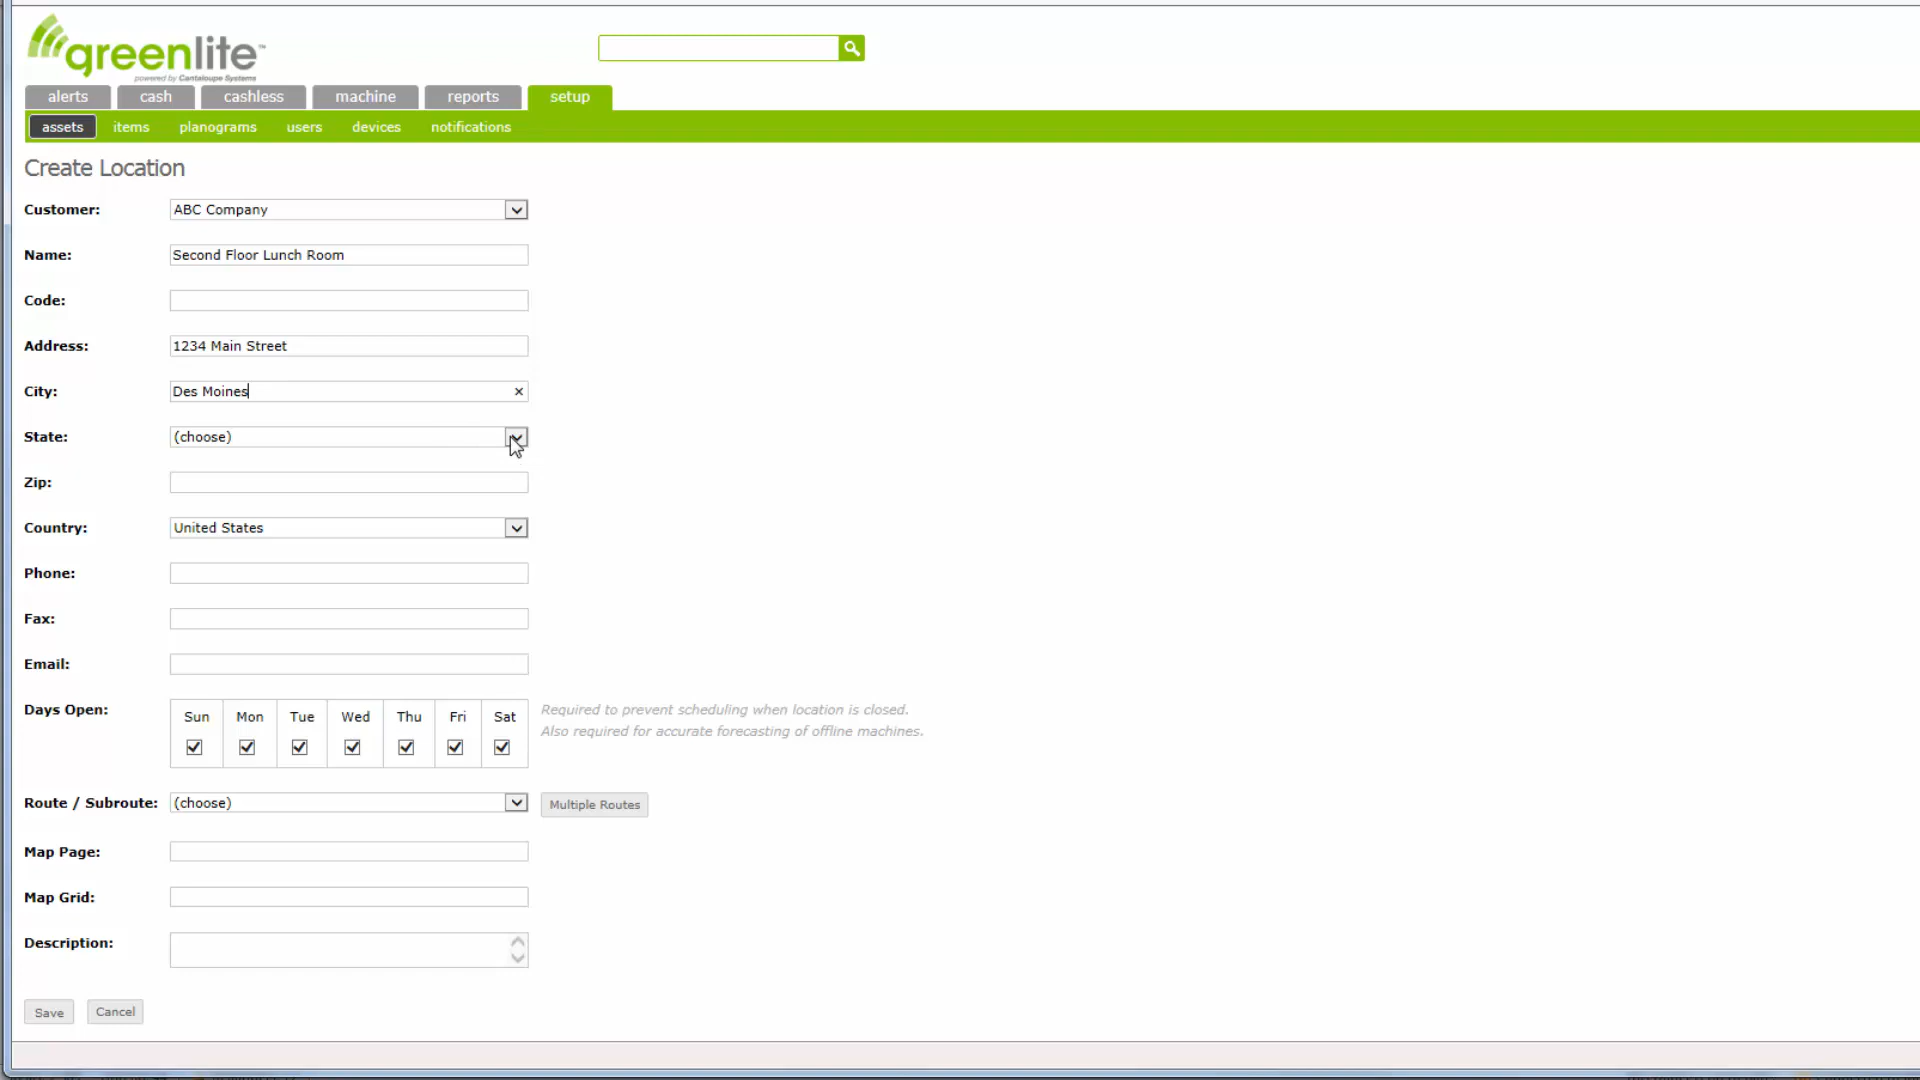 greenlite™
powered by Cantaloupe Systems
alerts cash cashless machine reports setup
assets items planograms users devices notifications
Create Location
Customer: ABC Company
Name: Second Floor Lunch Room
Code:
Address: 1234 Main Street
City: Des Moines ×
State: (choose)
Zip:
Country: United States
Phone:
Fax:
Email:
Days Open: Sun Mon Tue Wed Thu Fri Sat
Required to prevent scheduling when location is closed.
Also required for accurate forecasting of offline machines.
Route / Subroute: (choose) Multiple Routes
Map Page:
Map Grid:
Description:
Save Cancel